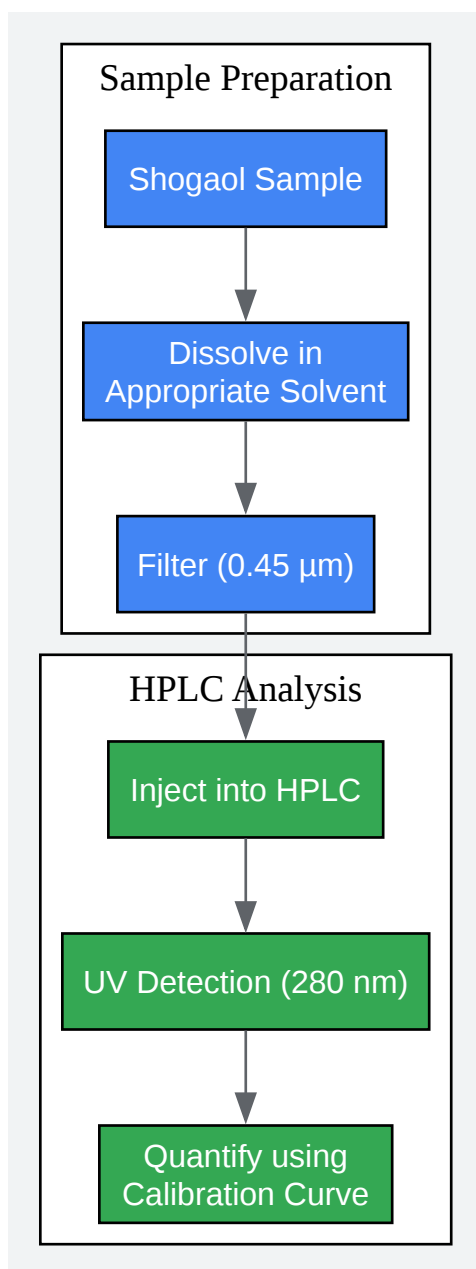 Sample Preparation
Shogaol Sample
Dissolve in
Appropriate Solvent
Filter (0.45 µm)
HPLC Analysis
Inject into HPLC
UV Detection (280 nm)
Quantify using
Calibration Curve